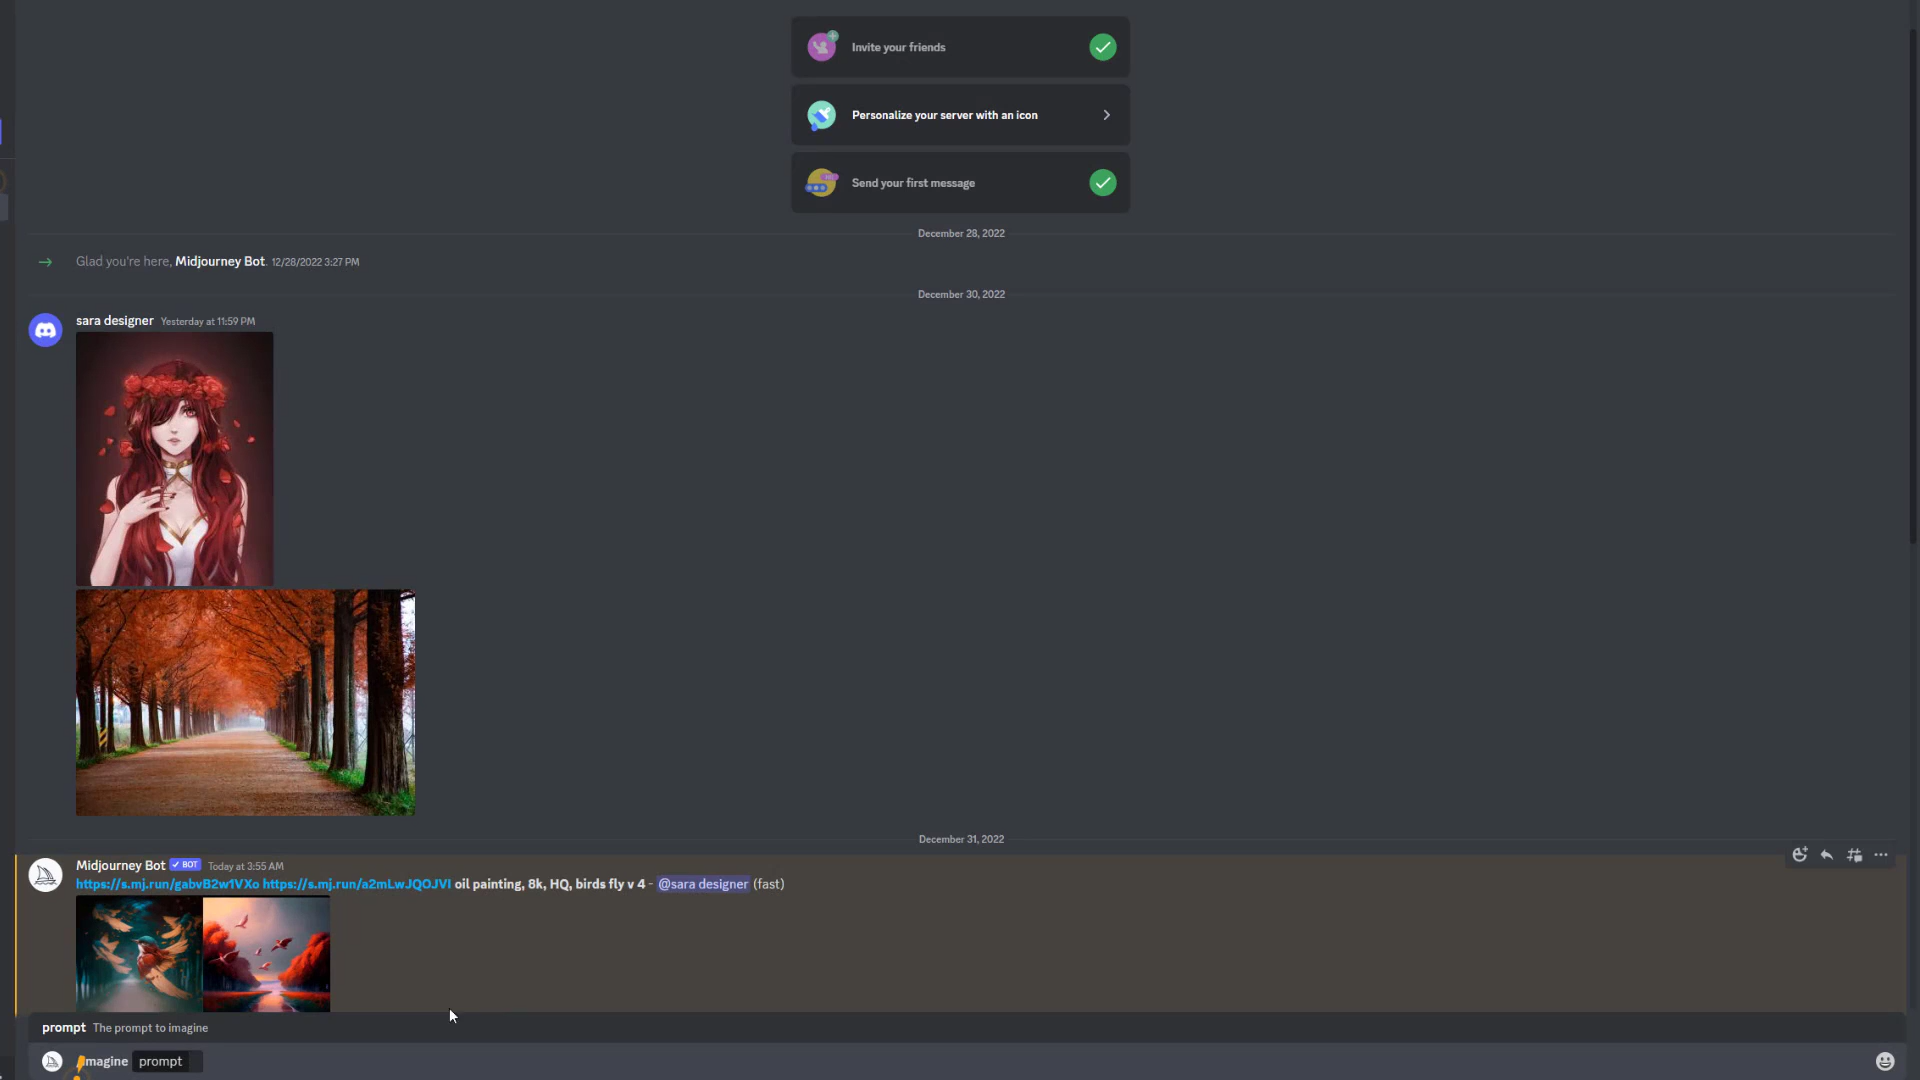 Invite your friends
Personalize your server with an icon
Send your first message
December 28, 2022
Glad you're here, Midjourney Bot. 12/28/2022 3:27 PM
December 30, 2022
sara designer Yesterday at 11:59 PM
December 31, 2022
Midjourney Bot ✓ BOT Today at 3:55 AM
https://s.mj.run/gabvB2w1VXo https://s.mj.run/a2mLwJQOJVI oil painting, 8k, HQ, birds fly v 4 - @sara designer (fast)
prompt The prompt to imagine
/imagine prompt